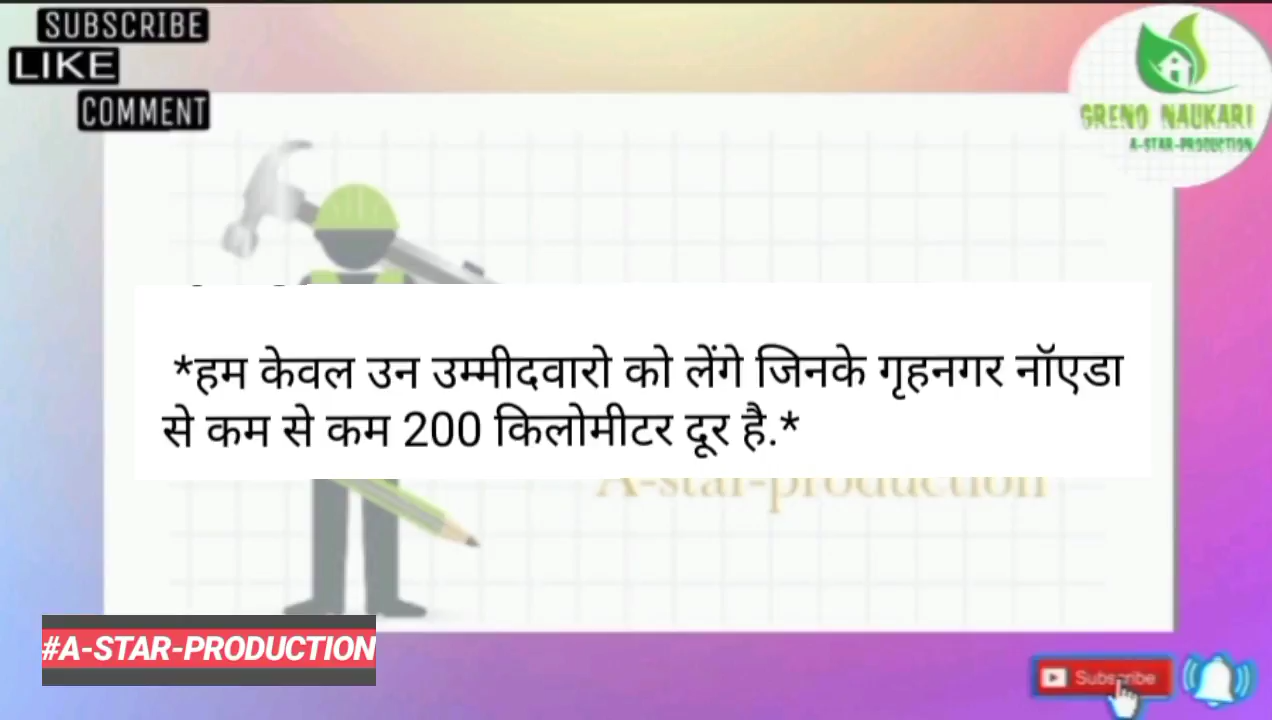 SUBSCRIBE
LIKE
COMMENT
GRENO NAUKARI
A-STAR-PRODUCTION
*हम केवल उन उम्मीदवारो को लेंगे जिनके गृहनगर नॉएडा
से कम से कम 200 किलोमीटर दूर है.*
A-star-production
#A-STAR-PRODUCTION
Subscribe